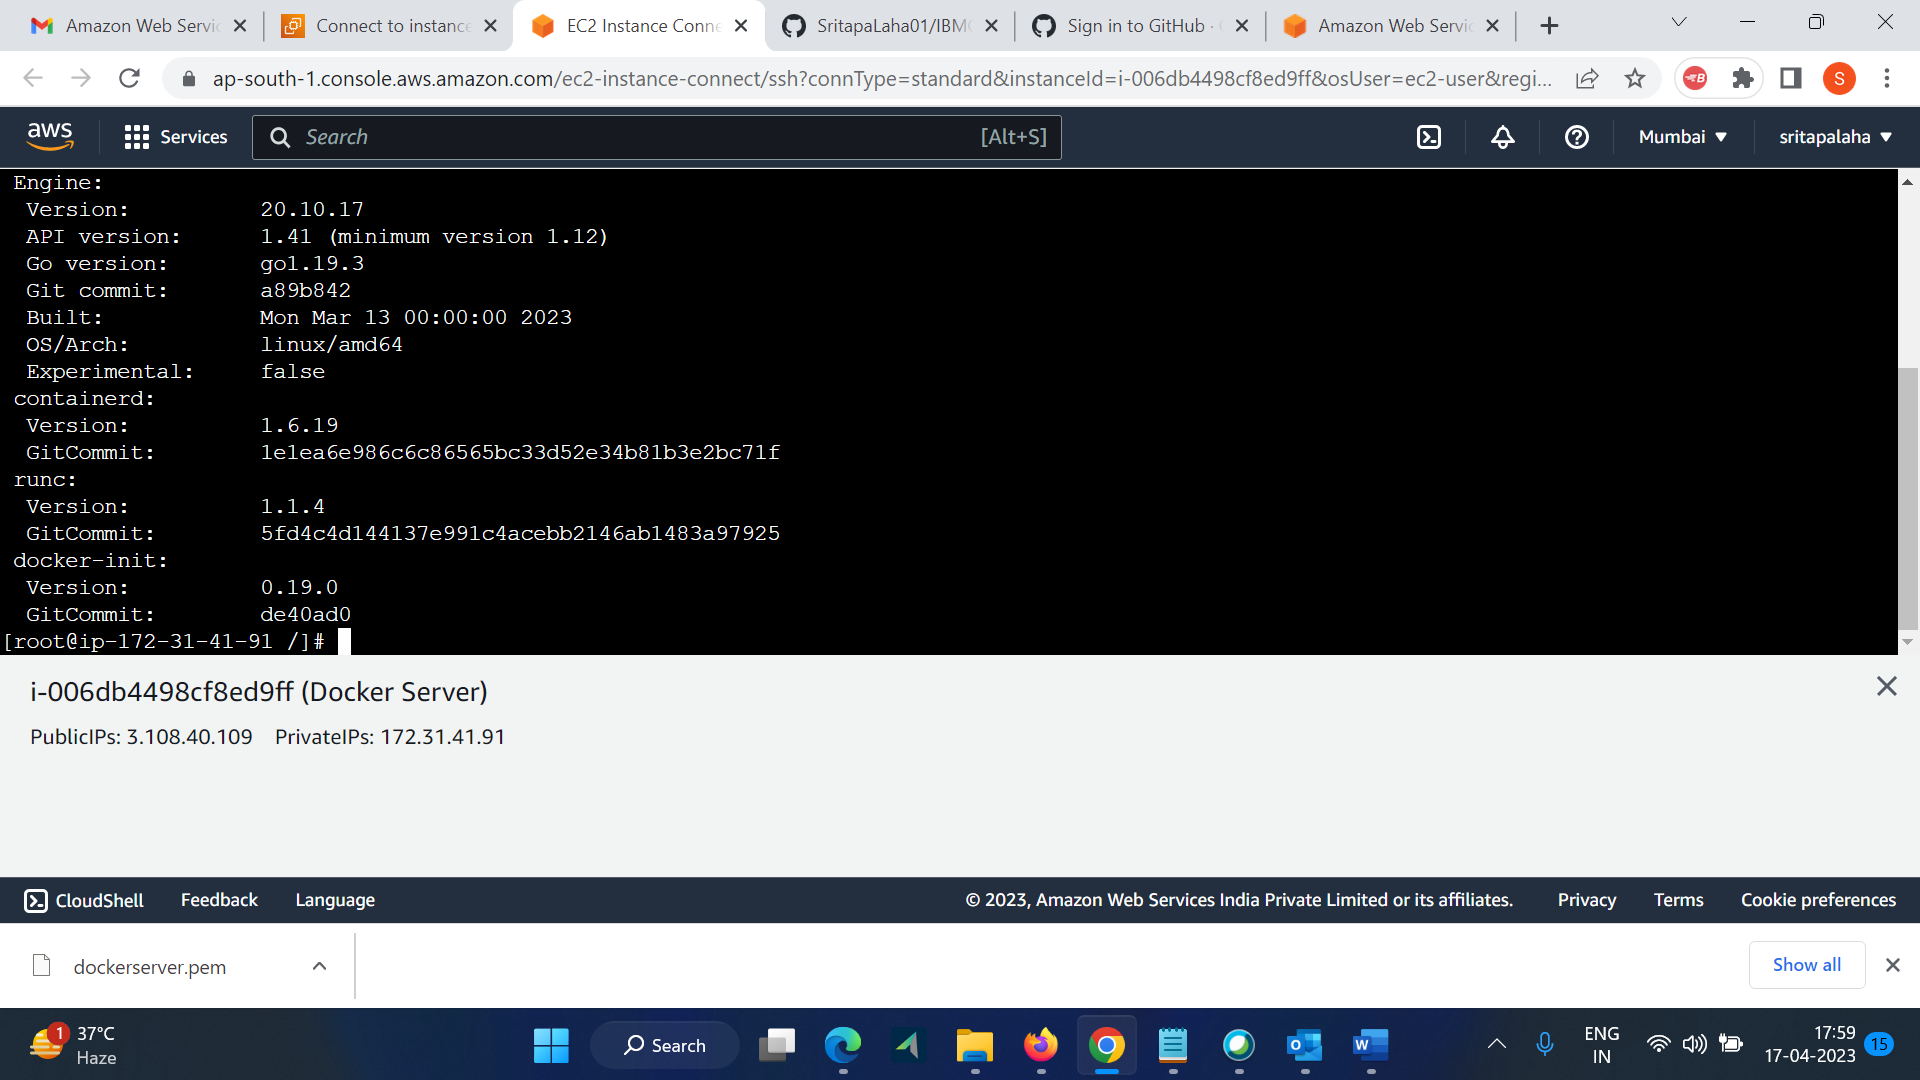 Amazon Web Servic
Connect to instance
EC2 Instance Conne
SritapaLaha01/IBMC
Sign in to GitHub ·
Amazon Web Servic
ap-south-1.console.aws.amazon.com/ec2-instance-connect/ssh?connType=standard&instanceId=i-006db4498cf8ed9ff&osUser=ec2-user&regi...
B
S
aws
Services
Search
[Alt+S]
Mumbai
sritapalaha
Engine:
Version: 20.10.17
API version: 1.41 (minimum version 1.12)
Go version: go1.19.3
Git commit: a89b842
Built: Mon Mar 13 00:00:00 2023
OS/Arch: linux/amd64
Experimental: false
containerd:
Version: 1.6.19
GitCommit: 1e1ea6e986c6c86565bc33d52e34b81b3e2bc71f
runc:
Version: 1.1.4
GitCommit: 5fd4c4d144137e991c4acebb2146ab1483a97925
docker-init:
Version: 0.19.0
GitCommit: de40ad0
[root@ip-172-31-41-91 /]#
i-006db4498cf8ed9ff (Docker Server)
PublicIPs: 3.108.40.109 PrivateIPs: 172.31.41.91
CloudShell
Feedback
Language
© 2023, Amazon Web Services India Private Limited or its affiliates.
Privacy
Terms
Cookie preferences
dockerserver.pem
Show all
1
37°C
Haze
Search
ENG
IN
17:59
17-04-2023
15